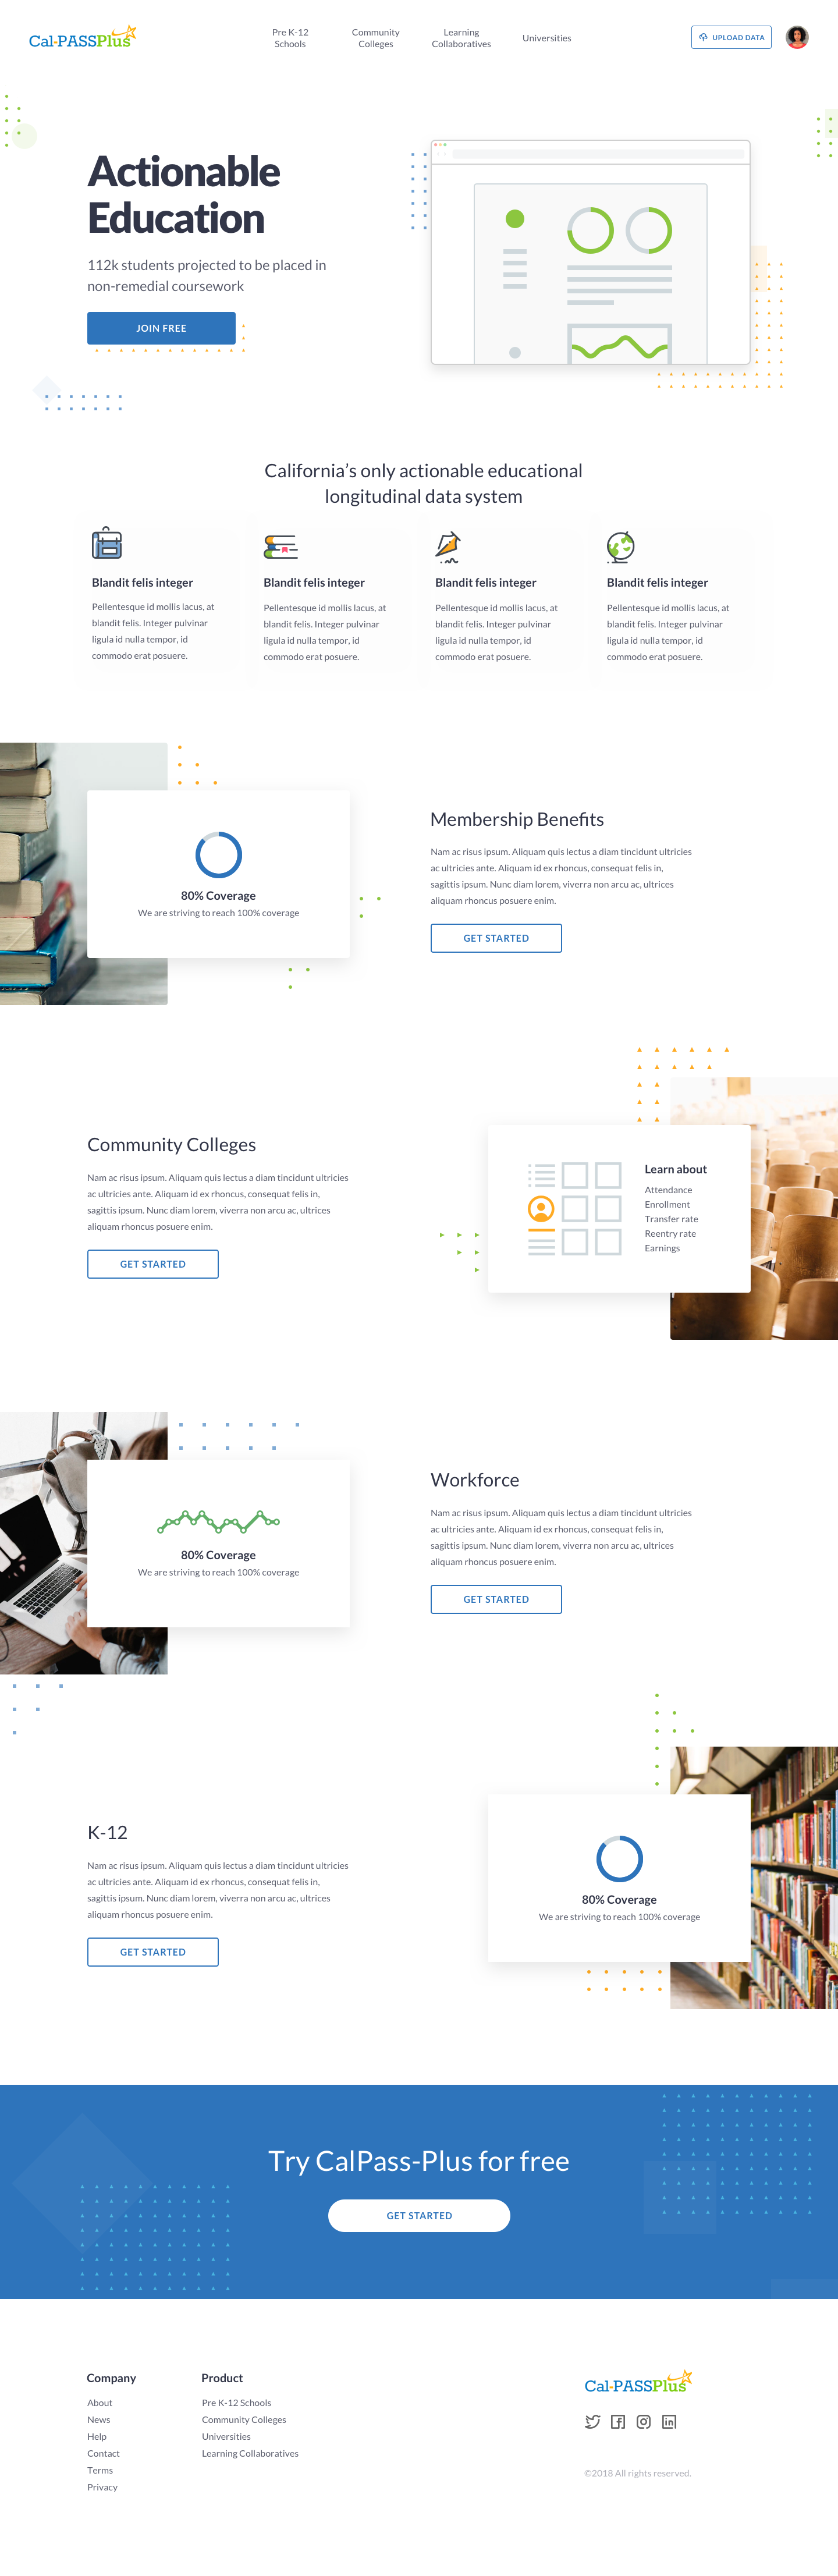 Cal-PASSPlus
Pre K-12
Schools
Community
Colleges
Learning
Collaboratives
Universities
UPLOAD DATA
Actionable
Education
112k students projected to be placed in
non-remedial coursework
JOIN FREE
California's only actionable educational
longitudinal data system
Blandit felis integer
Pellentesque id mollis lacus, at
blandit felis. Integer pulvinar
ligula id nulla tempor, id
commodo erat posuere.
Blandit felis integer
Pellentesque id mollis lacus, at
blandit felis. Integer pulvinar
ligula id nulla tempor, id
commodo erat posuere.
Blandit felis integer
Pellentesque id mollis lacus, at
blandit felis. Integer pulvinar
ligula id nulla tempor, id
commodo erat posuere.
Blandit felis integer
Pellentesque id mollis lacus, at
blandit felis. Integer pulvinar
ligula id nulla tempor, id
commodo erat posuere.
80% Coverage
We are striving to reach 100% coverage
Membership Benefits
Nam ac risus ipsum. Aliquam quis lectus a diam tincidunt ultricies
ac ultricies ante. Aliquam id ex rhoncus, consequat felis in,
sagittis ipsum. Nunc diam lorem, viverra non arcu ac, ultrices
aliquam rhoncus posuere enim.
GET STARTED
Community Colleges
Nam ac risus ipsum. Aliquam quis lectus a diam tincidunt ultricies
ac ultricies ante. Aliquam id ex rhoncus, consequat felis in,
sagittis ipsum. Nunc diam lorem, viverra non arcu ac, ultrices
aliquam rhoncus posuere enim.
GET STARTED
Learn about
Attendance
Enrollment
Transfer rate
Reentry rate
Earnings
80% Coverage
We are striving to reach 100% coverage
Workforce
Nam ac risus ipsum. Aliquam quis lectus a diam tincidunt ultricies
ac ultricies ante. Aliquam id ex rhoncus, consequat felis in,
sagittis ipsum. Nunc diam lorem, viverra non arcu ac, ultrices
aliquam rhoncus posuere enim.
GET STARTED
K-12
Nam ac risus ipsum. Aliquam quis lectus a diam tincidunt ultricies
ac ultricies ante. Aliquam id ex rhoncus, consequat felis in,
sagittis ipsum. Nunc diam lorem, viverra non arcu ac, ultrices
aliquam rhoncus posuere enim.
GET STARTED
80% Coverage
We are striving to reach 100% coverage
Try CalPass-Plus for free
GET STARTED
Company
About
News
Help
Contact
Terms
Privacy
Product
Pre K-12 Schools
Community Colleges
Universities
Learning Collaboratives
Cal-PASSPlus
©2018 All rights reserved.